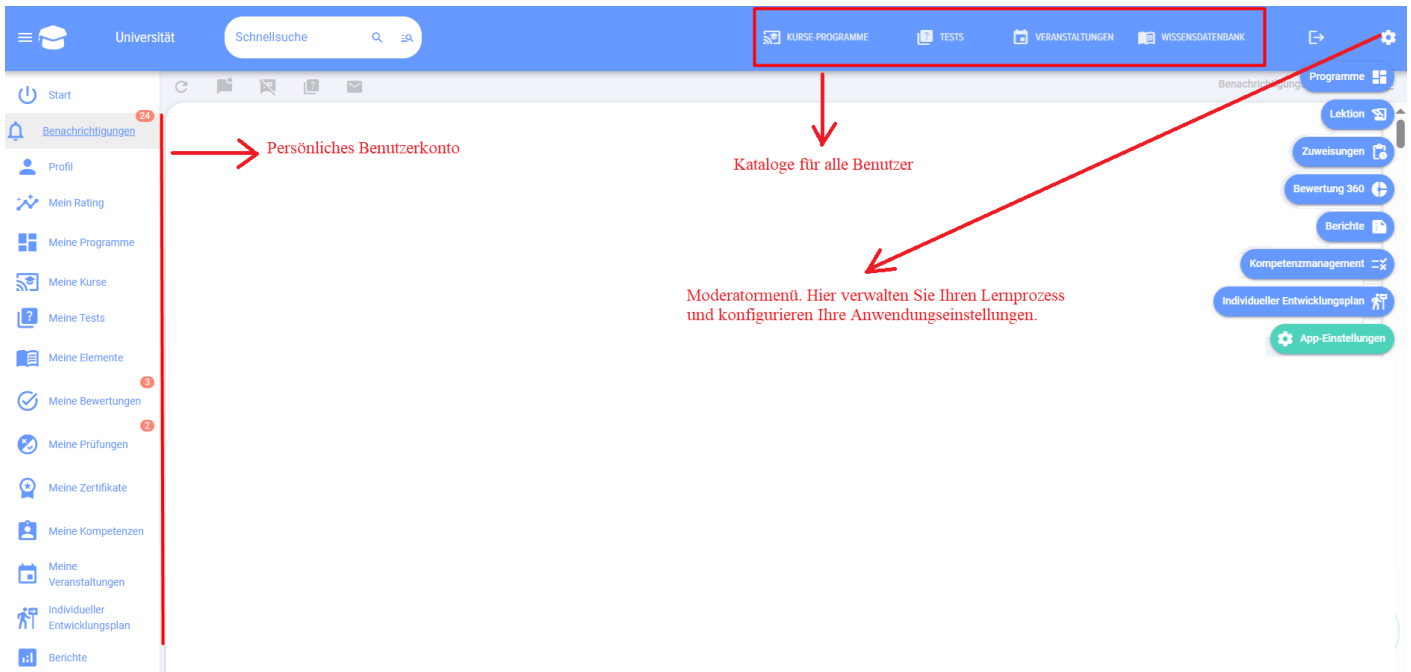 Universität
Schnellsuche
KURSE-PROGRAMME
TESTS
VERANSTALTUNGEN
WISSENSDATENBANK
Start
24
Benachrichtigungen
Profil
Mein Rating
Meine Programme
Meine Kurse
Meine Tests
Meine Elemente
3
Meine Bewertungen
2
Meine Prüfungen
Meine Zertifikate
Meine Kompetenzen
Meine
Veranstaltungen
Individueller
Entwicklungsplan
Berichte
Persönliches Benutzerkonto
Kataloge für alle Benutzer
Moderatormenü. Hier verwalten Sie Ihren Lernprozess
und konfigurieren Ihre Anwendungseinstellungen.
Programme
Lektion
Zuweisungen
Bewertung 360
Berichte
Kompetenzmanagement
Individueller Entwicklungsplan
App-Einstellungen